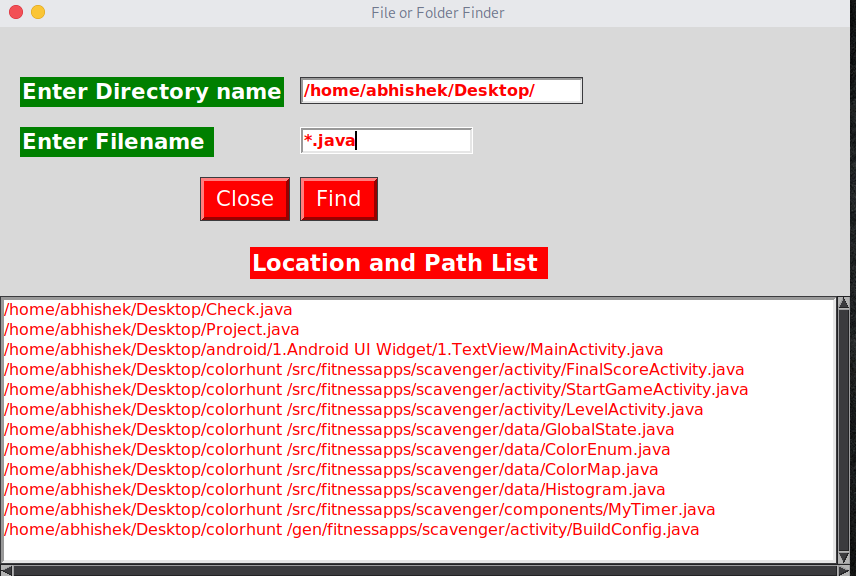 File or Folder Finder
Enter Directory name /home/abhishek/Desktop/
Enter Filename *.java
Close Find
Location and Path List
/home/abhishek/Desktop/Check.java
/home/abhishek/Desktop/Project.java
/home/abhishek/Desktop/android/1.Android UI Widget/1.TextView/MainActivity.java
/home/abhishek/Desktop/colorhunt /src/fitnessapps/scavenger/activity/FinalScoreActivity.java
/home/abhishek/Desktop/colorhunt /src/fitnessapps/scavenger/activity/StartGameActivity.java
/home/abhishek/Desktop/colorhunt /src/fitnessapps/scavenger/activity/LevelActivity.java
/home/abhishek/Desktop/colorhunt /src/fitnessapps/scavenger/data/GlobalState.java
/home/abhishek/Desktop/colorhunt /src/fitnessapps/scavenger/data/ColorEnum.java
/home/abhishek/Desktop/colorhunt /src/fitnessapps/scavenger/data/ColorMap.java
/home/abhishek/Desktop/colorhunt /src/fitnessapps/scavenger/data/Histogram.java
/home/abhishek/Desktop/colorhunt /src/fitnessapps/scavenger/components/MyTimer.java
/home/abhishek/Desktop/colorhunt /gen/fitnessapps/scavenger/activity/BuildConfig.java